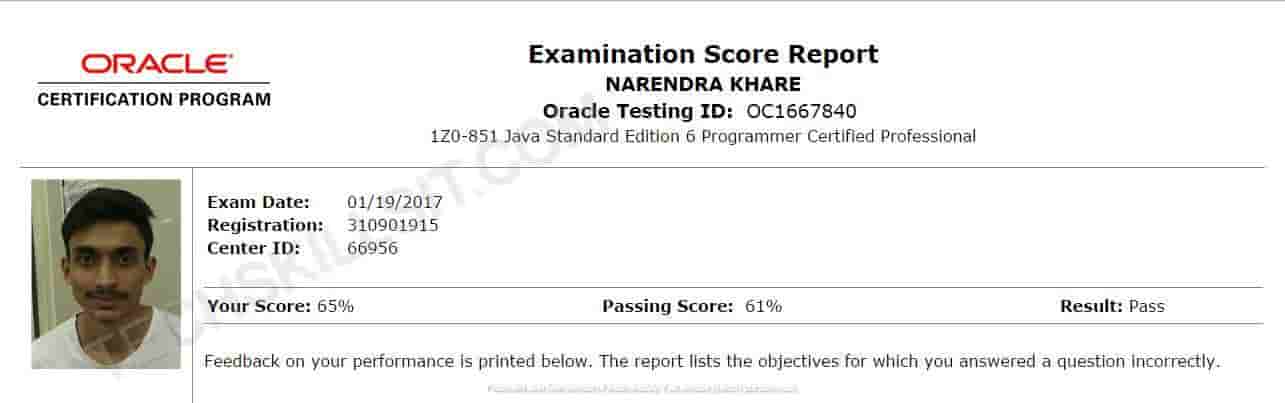 ORACLE
CERTIFICATION PROGRAM
Examination Score Report
NARENDRA KHARE
Oracle Testing ID: OC1667840
1Z0-851 Java Standard Edition 6 Programmer Certified Professional
Exam Date: 01/19/2017
Registration: 310901915
Center ID: 66956
Your Score: 65% Passing Score: 61% Result: Pass
Feedback on your performance is printed below. The report lists the objectives for which you answered a question incorrectly.